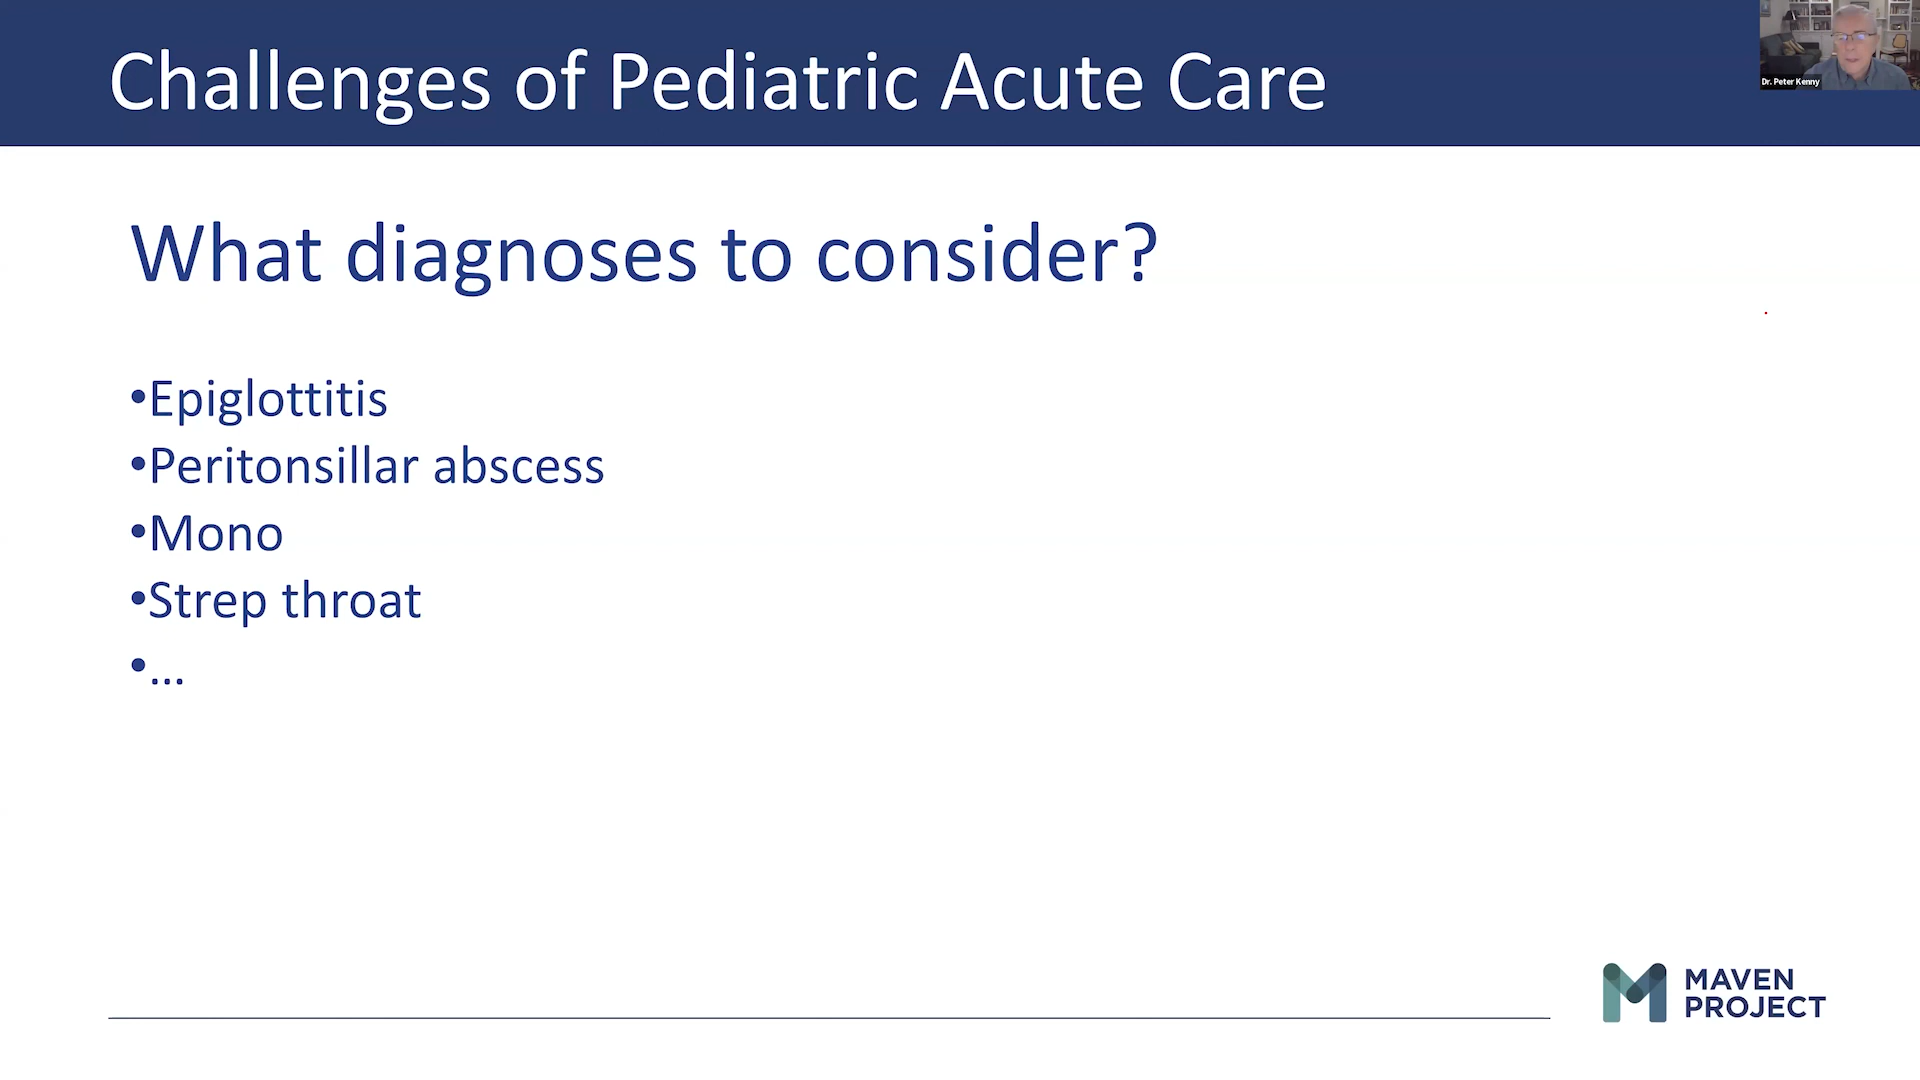 Challenges of Pediatric Acute Care
Dr. Peter Kenny
What diagnoses to consider?
•Epiglottitis
•Peritonsillar abscess
•Mono
•Strep throat
•...
MAVEN
PROJECT